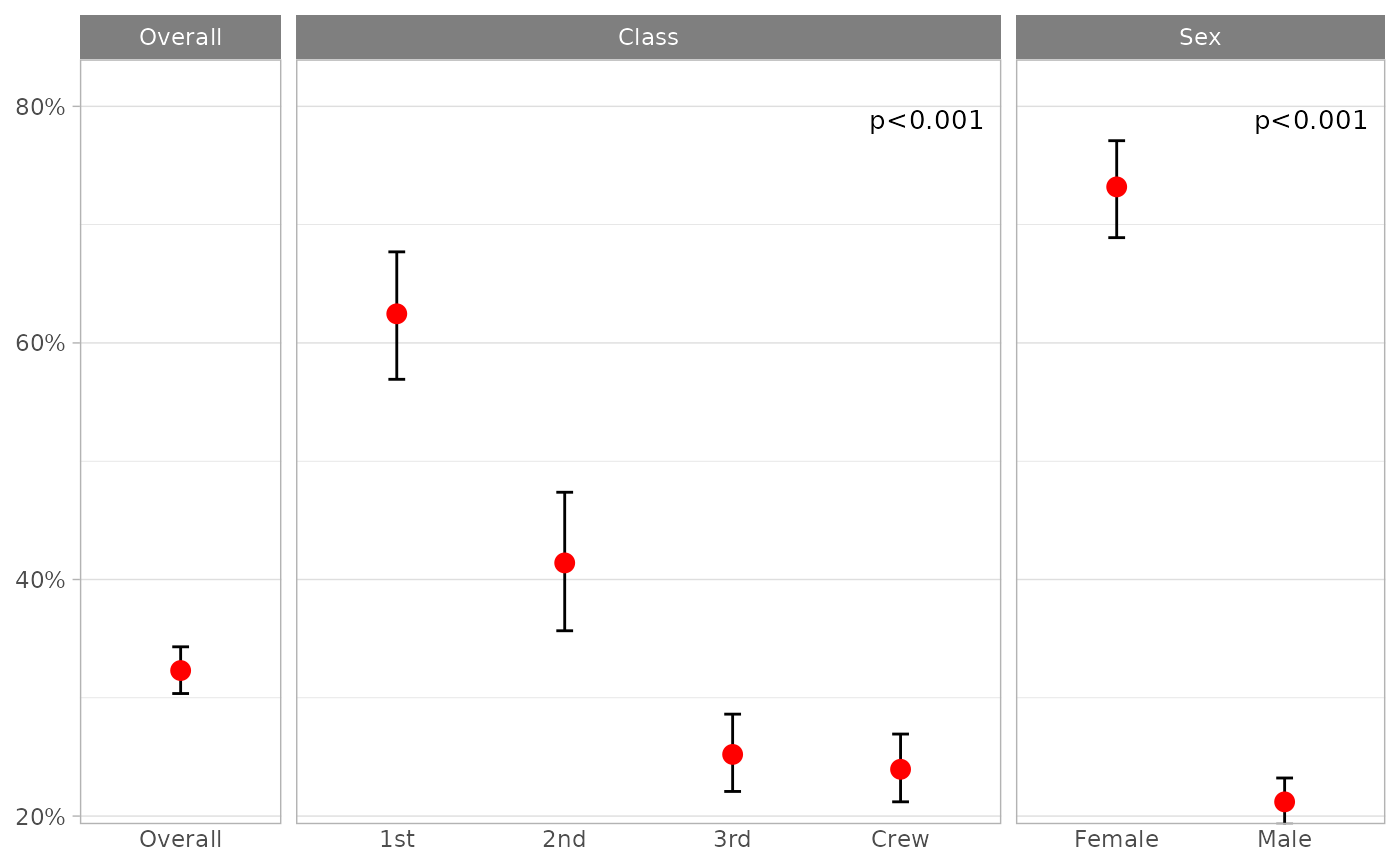 Overall Class Sex
80%
p<0.001 p<0.001
60%
40%
20%
Overall 1st 2nd 3rd Crew Female Male